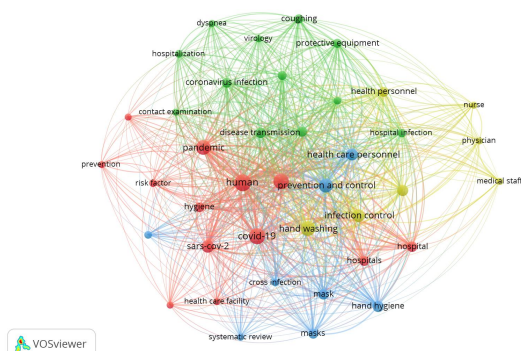 dyspnea
coughing
virology
protective equipment
hospitalization
coronavirus infection
health personnel
nurse
contact examination
disease transmission
hospital infection
physician
pandemic
health care personnel
prevention
medical staff
risk factor
human
prevention and control
hygiene
infection control
hand washing
covid-19
sars-cov-2
hospital
hospitals
cross infection
mask
health care facility
hand hygiene
masks
systematic review
VOSviewer